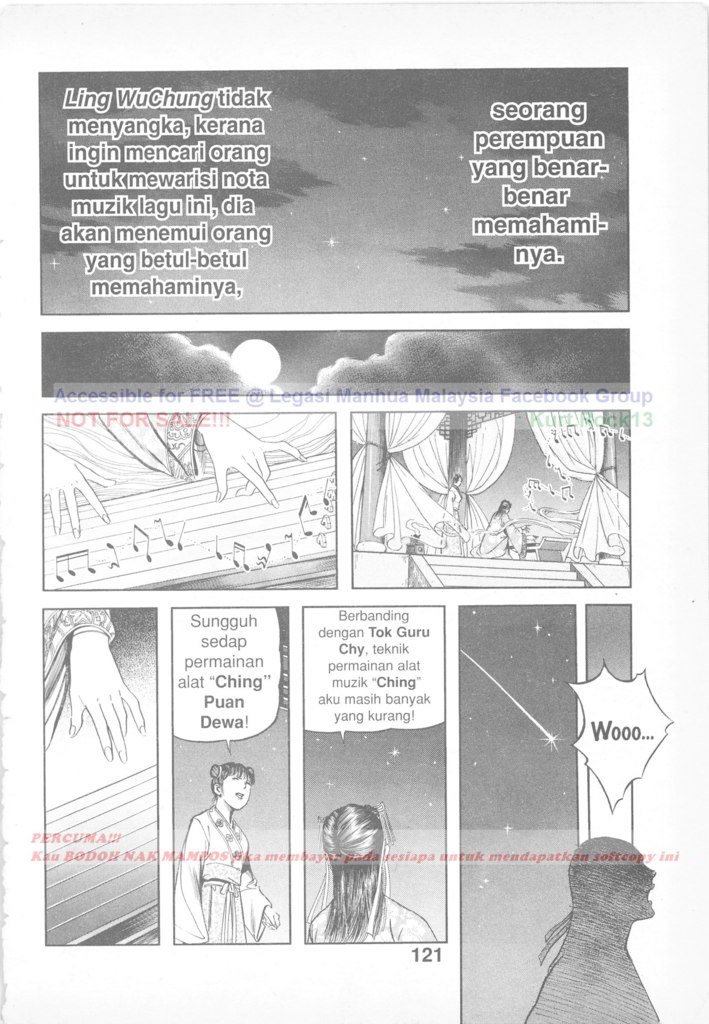 Ling WuChung tidak
menyangka, kerana
ingin mencari orang
untuk mewarisi nota
muzik lagu ini, dia
akan menemui orang
yang betul-betul
memahaminya,
seorang
perempuan
yang benar-
benar
memahami-
nya.
Accessible for FREE @ Legasi Manhua Malaysia Facebook Group
NOT FOR SALE!!!
Kurt Rock13
Sungguh
sedap
permainan
alat "Ching"
Puan
Dewa!
Berbanding
dengan Tok Guru
Chy, teknik
permainan alat
muzik "Ching"
aku masih banyak
yang kurang!
WOOO...
PERCUMA!!!
Kau BODOH NAK MAMPOS jika membayar pada sesiapa untuk mendapatkan softcopy ini
121